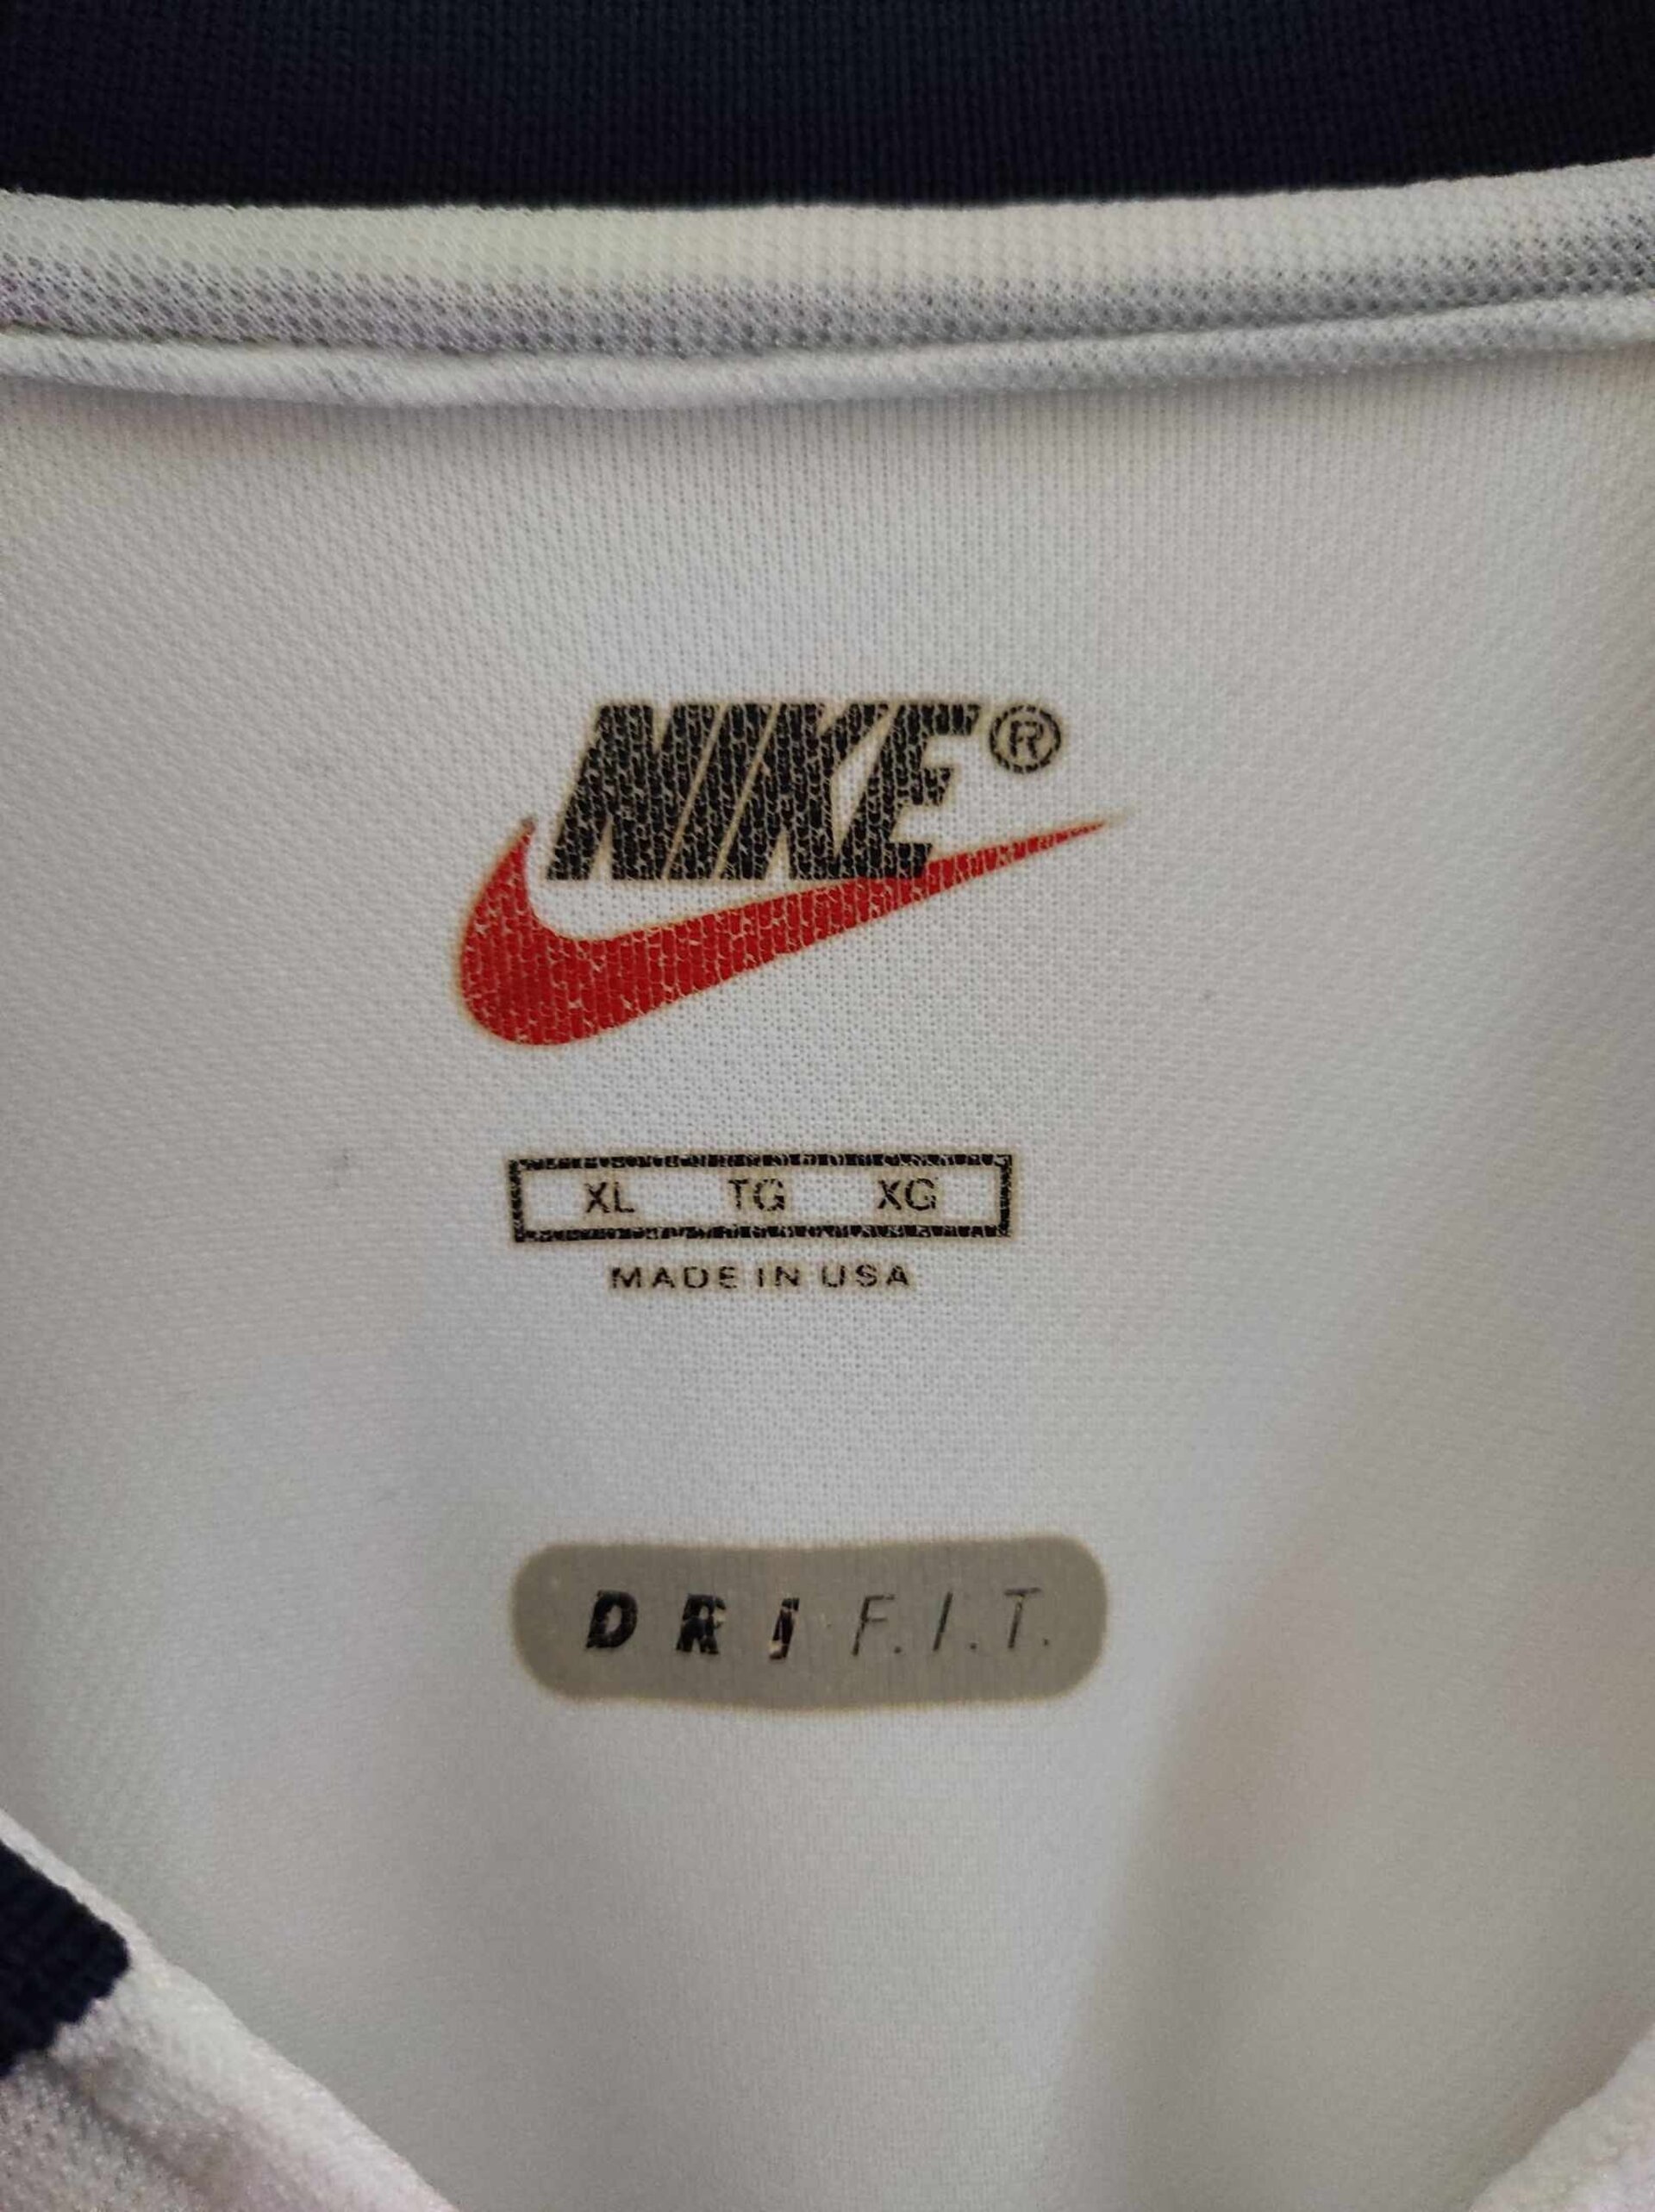 NIKE®
XL TG XG
MADE IN USA
DRI F.I.T.